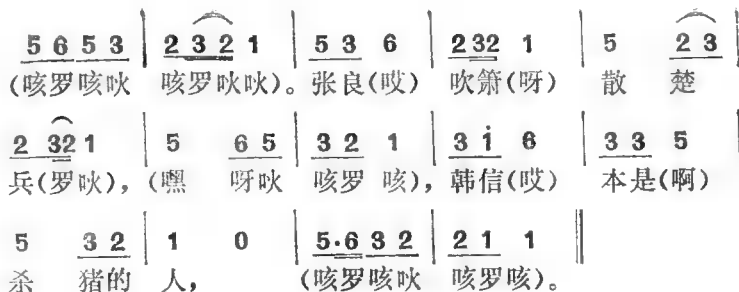 5 6 5 3 | 2 3 2 1 | 5 3 6 | 2 32 1 | 5 2 3 |
(咳罗咳吙 咳罗吙吙)。张良(哎) 吹箫(呀) 散 楚
2 32 1 | 5 6 5 | 3 2 1 | 3 i 6 | 3 3 5 |
兵(罗吙),(嘿 呀吙 咳罗 咳),韩信(哎) 本是(啊)
5 3 2 | 1 0 | 5·6 3 2 | 2 1 1 ‖
杀 猪的 人, (咳罗咳吙 咳罗咳)。